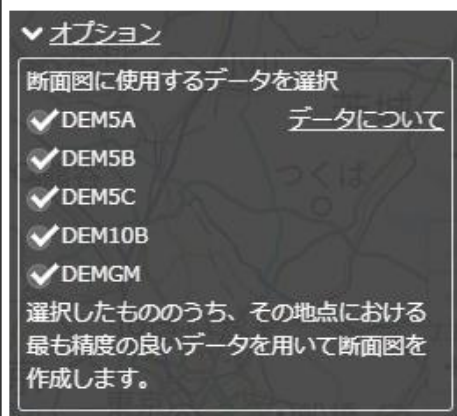 オプション
断面図に使用するデータを選択
DEM5A データについて
DEM5B
DEM5C
DEM10B
DEMGM
選択したもののうち、その地点における
最も精度の良いデータを用いて断面図を
作成します。
つくば